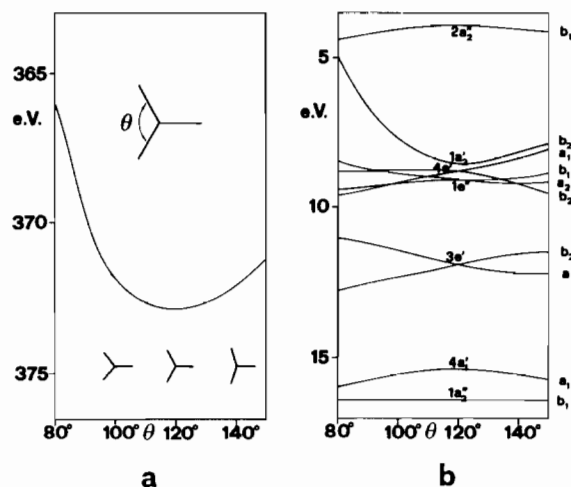 365
e.V.
θ
370
375
80° 100° θ 120° 140°
a
5
e.V.
10
15
2a₂″
1a₂′
4e′
1e″
3e′
4a₁′
1a₂″
b₁
b₂
a₁
b₁
a₂
b₂
b₂
a
a₁
b₁
80° θ 120° 140°
b